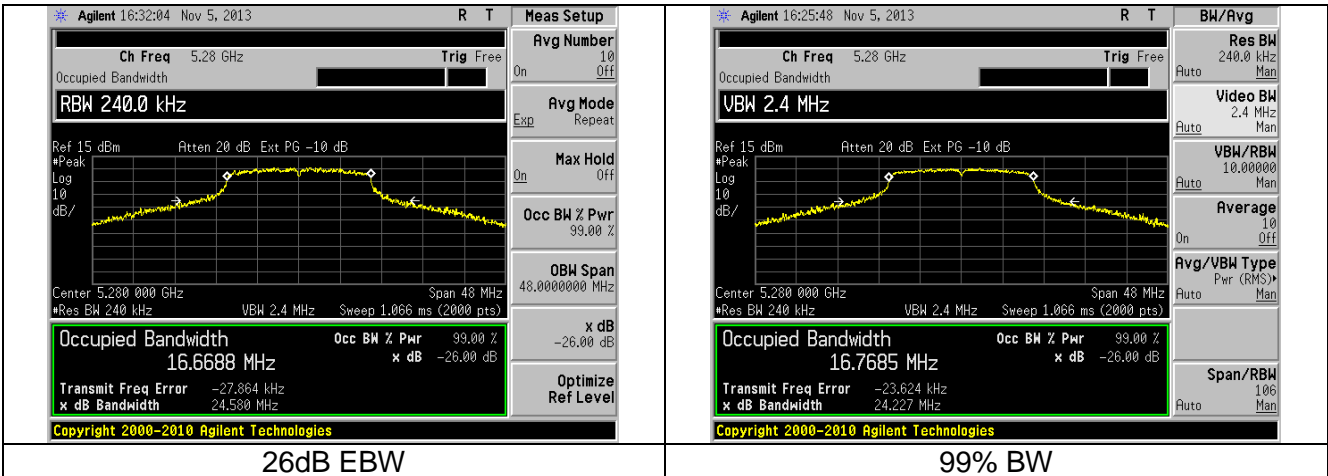 Agilent 16:32:04 Nov 5, 2013 R T
Ch Freq 5.28 GHz Trig Free
Occupied Bandwidth
RBW 240.0 kHz
Ref 15 dBm Atten 20 dB Ext PG -10 dB
#Peak
Log
10
dB/
Center 5.280 000 GHz Span 48 MHz
#Res BW 240 kHz VBW 2.4 MHz Sweep 1.066 ms (2000 pts)
Occupied Bandwidth Occ BW % Pwr 99.00 %
16.6688 MHz x dB -26.00 dB
Transmit Freq Error -27.864 kHz
x dB Bandwidth 24.580 MHz
Copyright 2000-2010 Agilent Technologies
Meas Setup
Avg Number
10
On Off
Avg Mode
Exp Repeat
Max Hold
On Off
Occ BW % Pwr
99.00 %
OBW Span
48.0000000 MHz
x dB
-26.00 dB
Optimize
Ref Level
26dB EBW
Agilent 16:25:48 Nov 5, 2013 R T
Ch Freq 5.28 GHz Trig Free
Occupied Bandwidth
VBW 2.4 MHz
Ref 15 dBm Atten 20 dB Ext PG -10 dB
#Peak
Log
10
dB/
Center 5.280 000 GHz Span 48 MHz
#Res BW 240 kHz VBW 2.4 MHz Sweep 1.066 ms (2000 pts)
Occupied Bandwidth Occ BW % Pwr 99.00 %
16.7685 MHz x dB -26.00 dB
Transmit Freq Error -23.624 kHz
x dB Bandwidth 24.227 MHz
Copyright 2000-2010 Agilent Technologies
BW/Avg
Res BW
240.0 kHz
Auto Man
Video BW
2.4 MHz
Auto Man
VBW/RBW
10.00000
Auto Man
Average
10
On Off
Avg/VBW Type
Pwr (RMS)▸
Auto Man
Span/RBW
106
Auto Man
99% BW